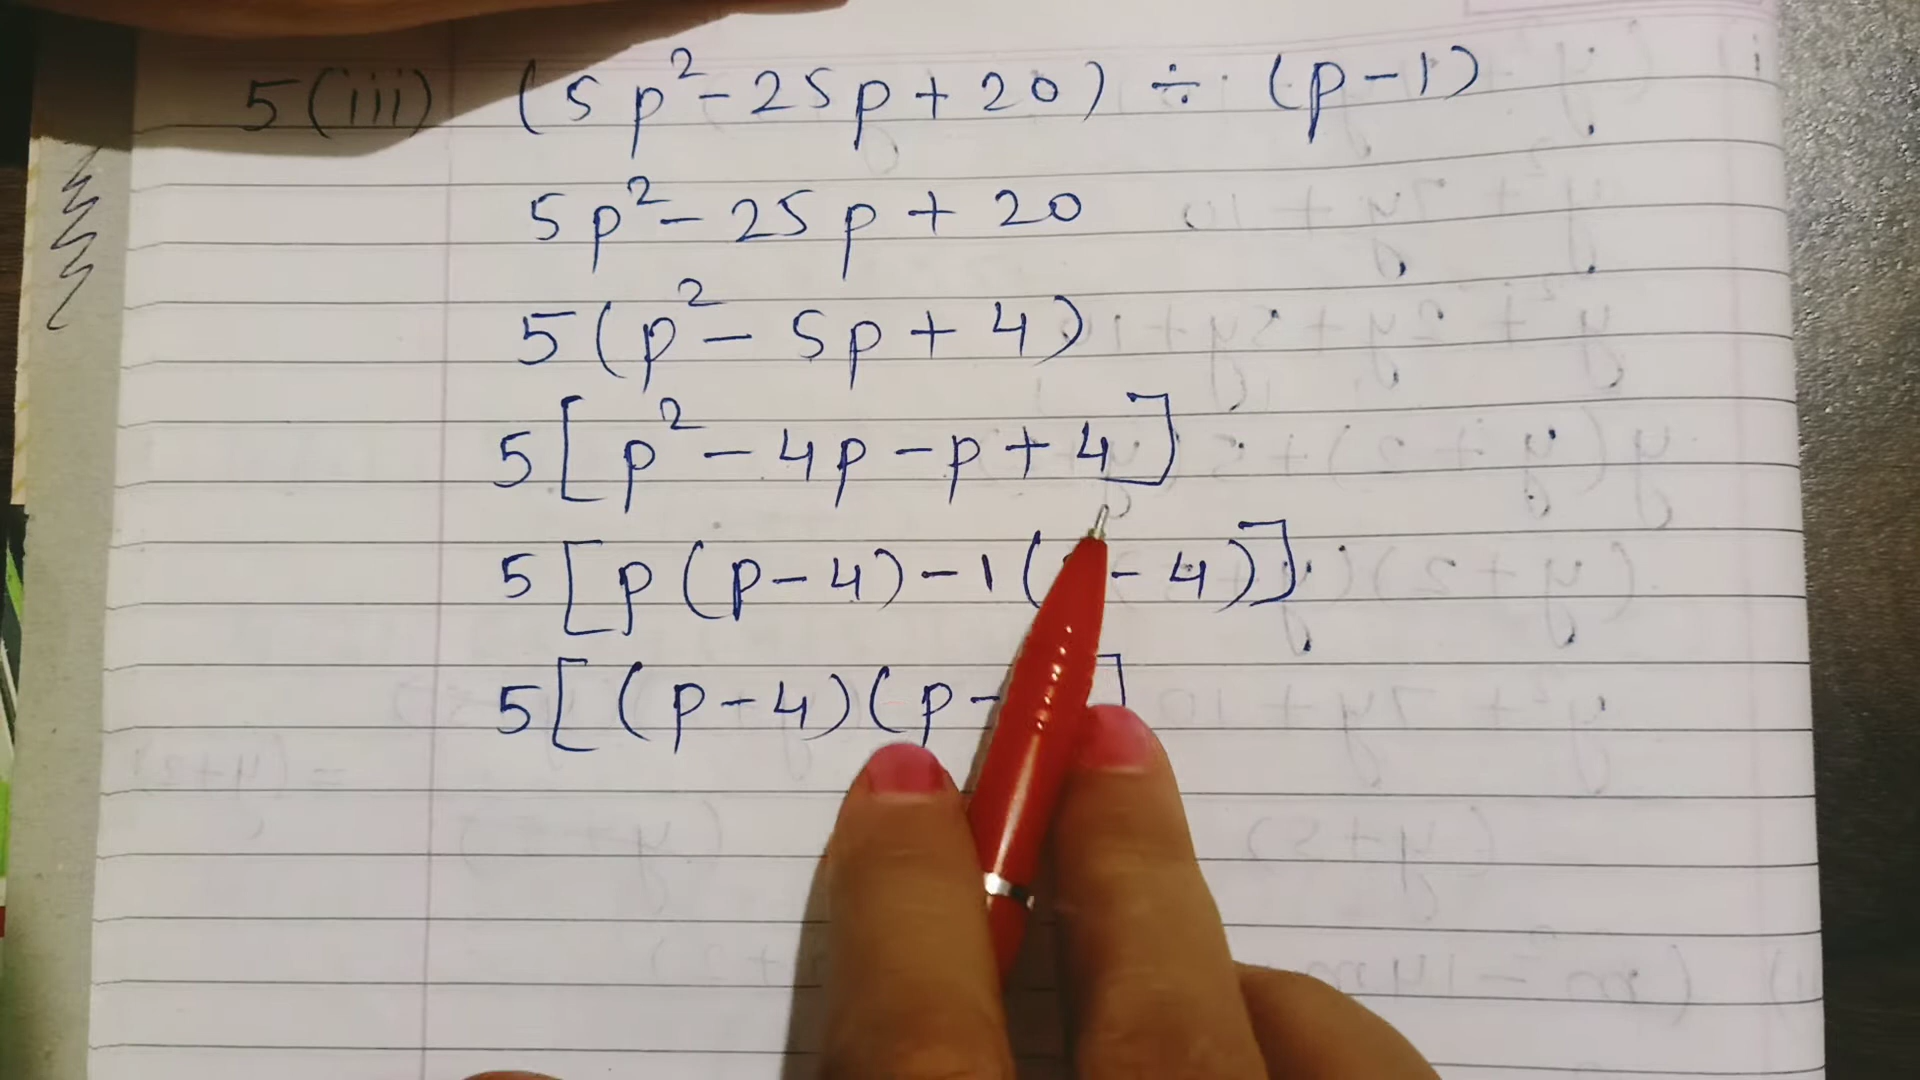 5(iii) (5p²-25p+20) ÷ (p-1)
5p²-25p+20
5(p²-5p+4)
5[p²-4p-p+4]
5[p(p-4)-1( -4)]
5[(p-4)(p- ]